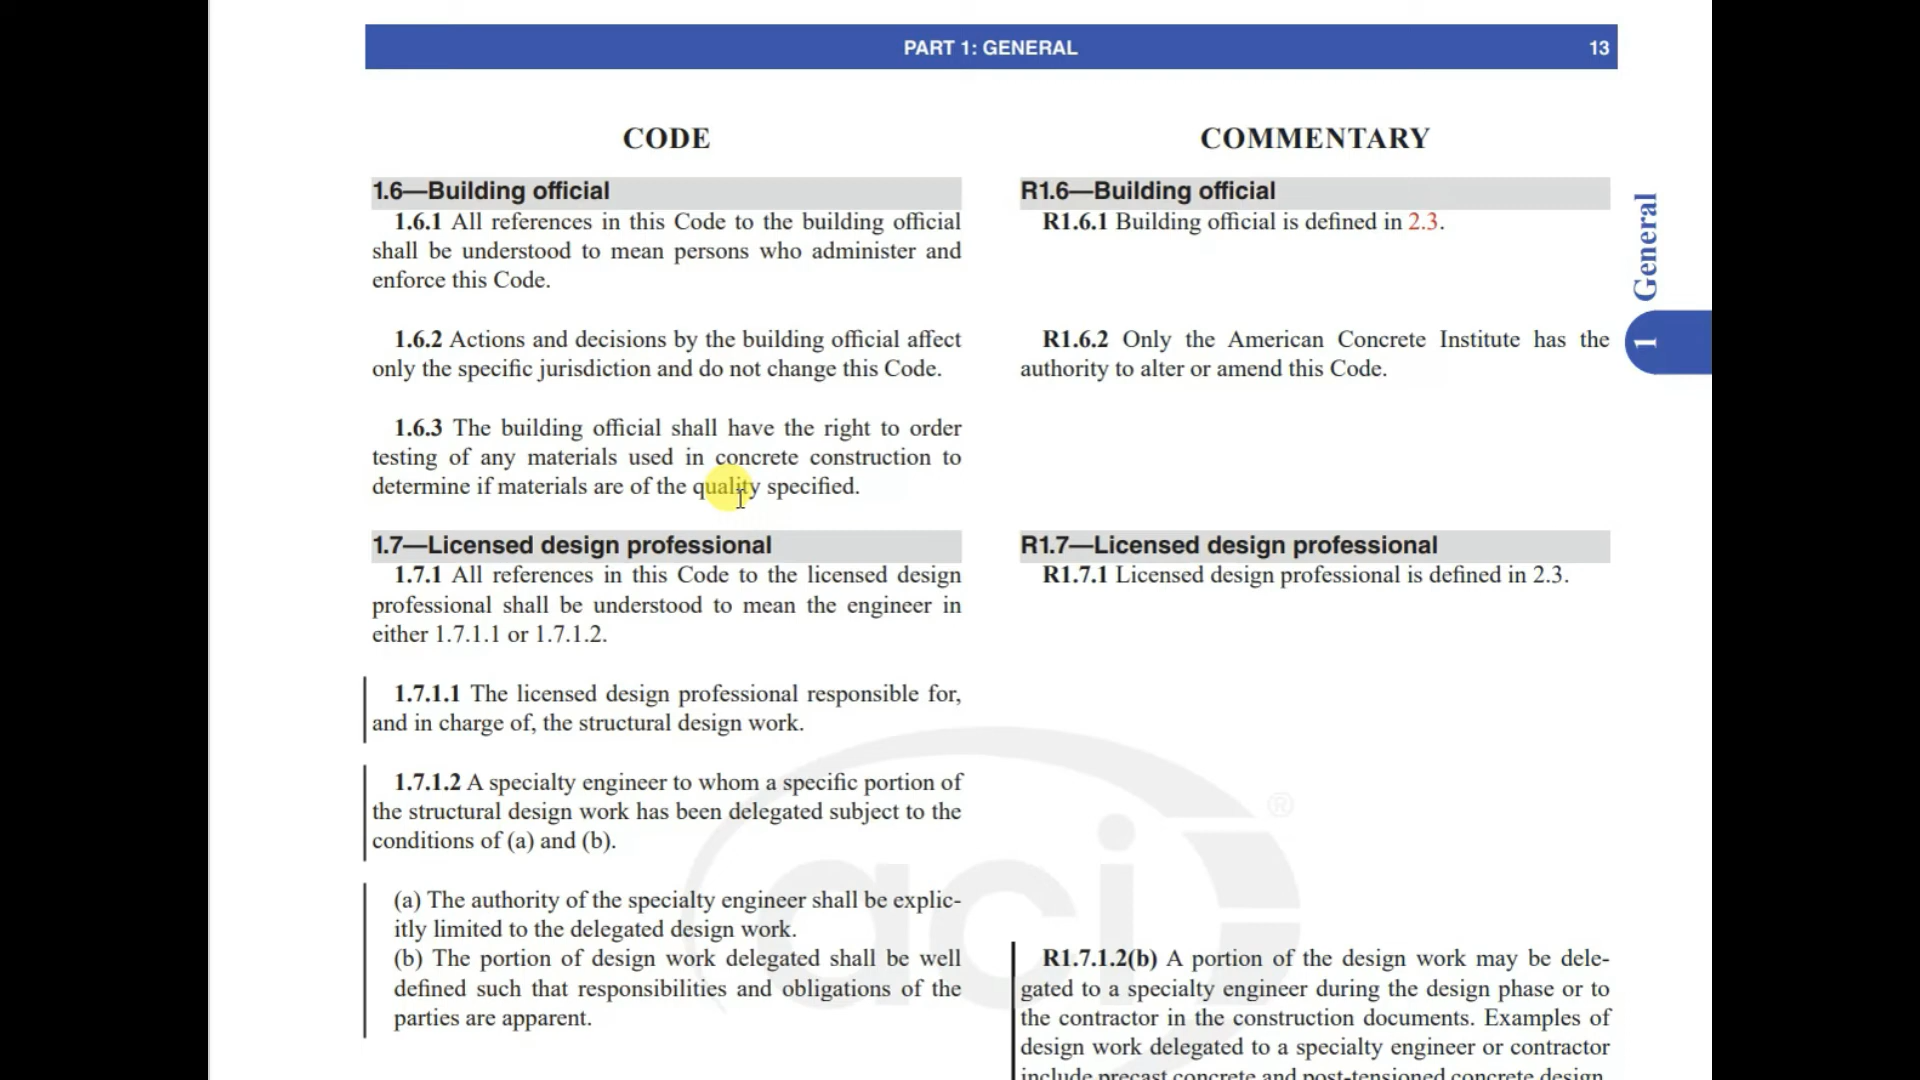 PART 1: GENERAL 13
CODE
1.6—Building official
1.6.1 All references in this Code to the building official
shall be understood to mean persons who administer and
enforce this Code.
1.6.2 Actions and decisions by the building official affect
only the specific jurisdiction and do not change this Code.
1.6.3 The building official shall have the right to order
testing of any materials used in concrete construction to
determine if materials are of the quality specified.
1.7—Licensed design professional
1.7.1 All references in this Code to the licensed design
professional shall be understood to mean the engineer in
either 1.7.1.1 or 1.7.1.2.
1.7.1.1 The licensed design professional responsible for,
and in charge of, the structural design work.
1.7.1.2 A specialty engineer to whom a specific portion of
the structural design work has been delegated subject to the
conditions of (a) and (b).
(a) The authority of the specialty engineer shall be explic-
itly limited to the delegated design work.
(b) The portion of design work delegated shall be well
defined such that responsibilities and obligations of the
parties are apparent.
COMMENTARY
R1.6—Building official
R1.6.1 Building official is defined in 2.3.
R1.6.2 Only the American Concrete Institute has the
authority to alter or amend this Code.
R1.7—Licensed design professional
R1.7.1 Licensed design professional is defined in 2.3.
R1.7.1.2(b) A portion of the design work may be dele-
gated to a specialty engineer during the design phase or to
the contractor in the construction documents. Examples of
design work delegated to a specialty engineer or contractor
include precast concrete and post-tensioned concrete design.
1 General
aci®